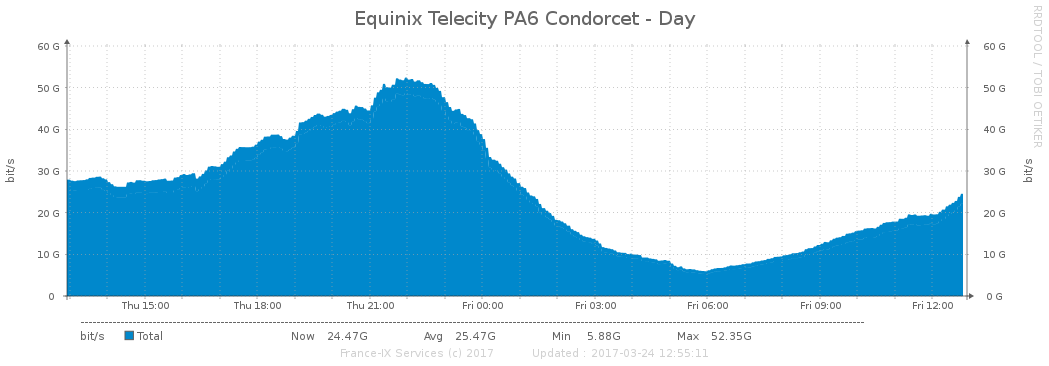 Equinix Telecity PA6 Condorcet - Day
RRDTOOL / TOBI OETIKER
60 G 60 G
50 G 50 G
40 G 40 G
30 G 30 G
20 G 20 G
10 G 10 G
0 0 G
bit/s bit/s
Thu 15:00 Thu 18:00 Thu 21:00 Fri 00:00 Fri 03:00 Fri 06:00 Fri 09:00 Fri 12:00
bit/s Total Now 24.47G Avg 25.47G Min 5.88G Max 52.35G
France-IX Services (c) 2017 Updated : 2017-03-24 12:55:11